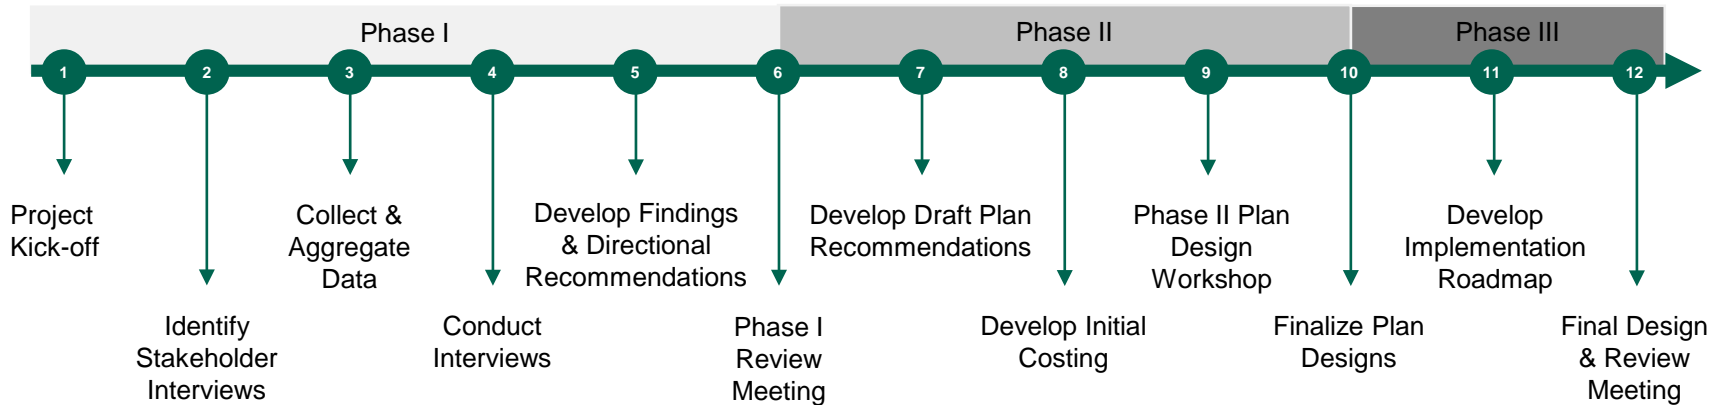 Phase I
Phase II
Phase III
1
2
3
4
5
6
7
8
9
10
11
12
Project
Kick-off
Identify
Stakeholder
Interviews
Collect &
Aggregate
Data
Conduct
Interviews
Develop Findings
& Directional
Recommendations
Phase I
Review
Meeting
Develop Draft Plan
Recommendations
Develop Initial
Costing
Phase II Plan
Design
Workshop
Finalize Plan
Designs
Develop
Implementation
Roadmap
Final Design
& Review
Meeting